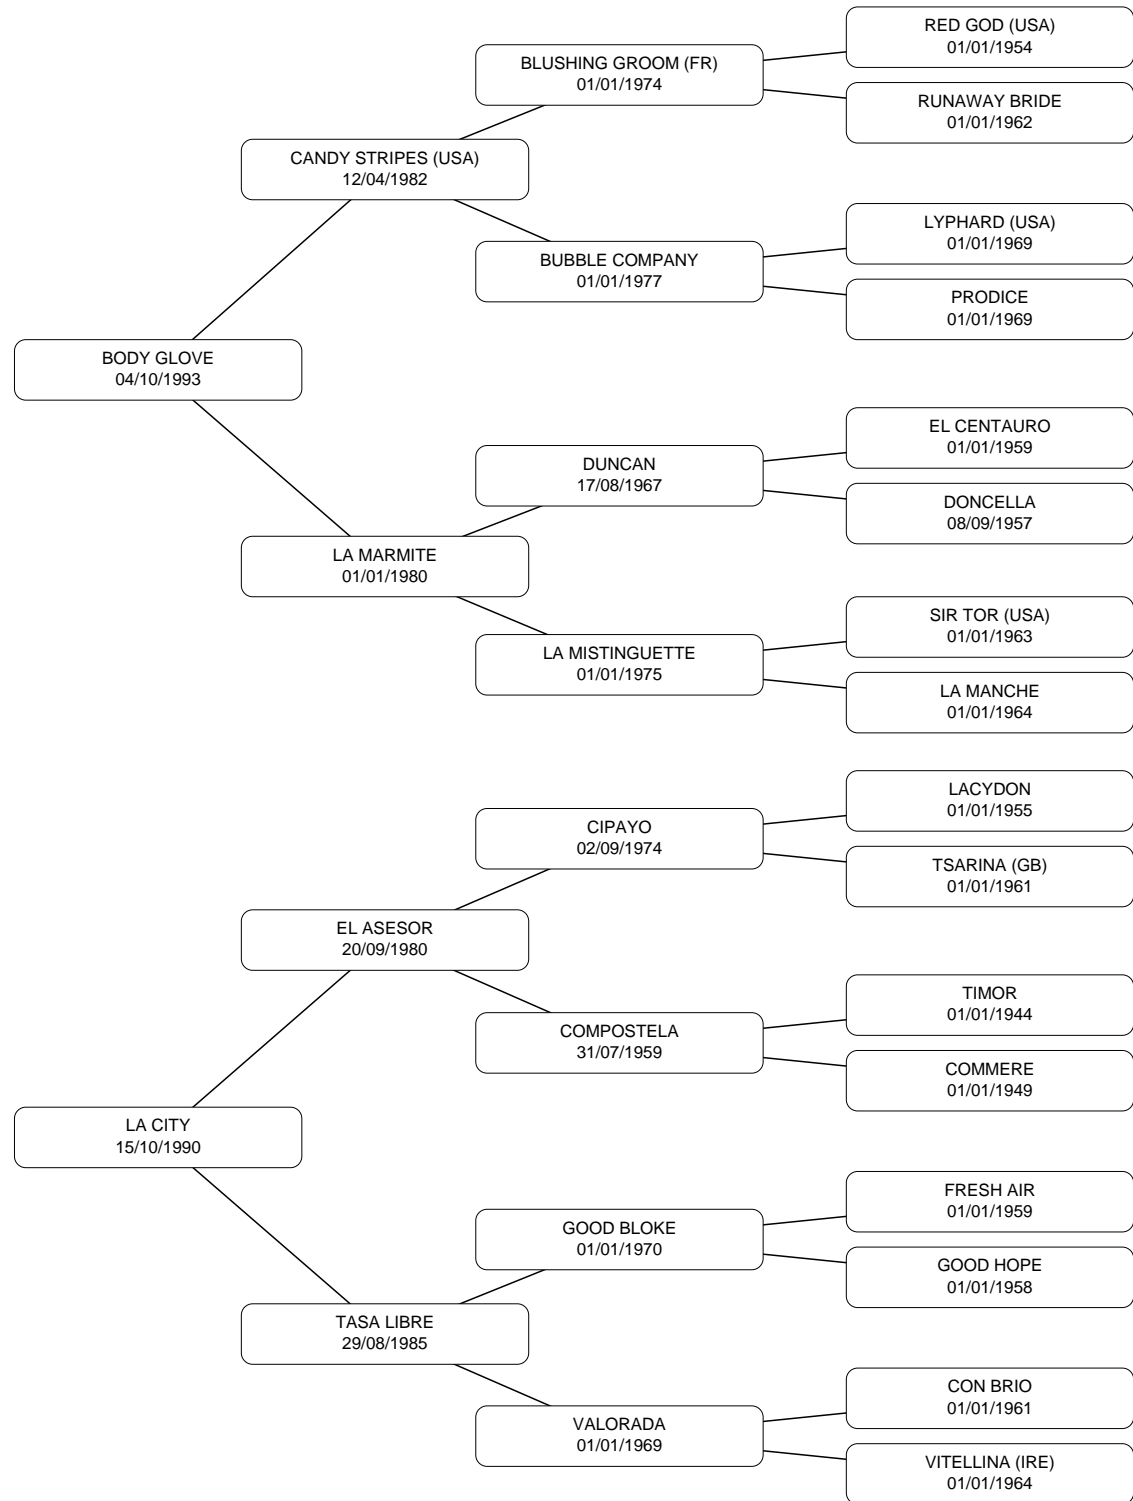 RED GOD (USA)
01/01/1954
BLUSHING GROOM (FR)
01/01/1974
RUNAWAY BRIDE
01/01/1962
CANDY STRIPES (USA)
12/04/1982
LYPHARD (USA)
01/01/1969
BUBBLE COMPANY
01/01/1977
PRODICE
01/01/1969
BODY GLOVE
04/10/1993
EL CENTAURO
01/01/1959
DUNCAN
17/08/1967
DONCELLA
08/09/1957
LA MARMITE
01/01/1980
SIR TOR (USA)
01/01/1963
LA MISTINGUETTE
01/01/1975
LA MANCHE
01/01/1964
LACYDON
01/01/1955
CIPAYO
02/09/1974
TSARINA (GB)
01/01/1961
EL ASESOR
20/09/1980
TIMOR
01/01/1944
COMPOSTELA
31/07/1959
COMMERE
01/01/1949
LA CITY
15/10/1990
FRESH AIR
01/01/1959
GOOD BLOKE
01/01/1970
GOOD HOPE
01/01/1958
TASA LIBRE
29/08/1985
CON BRIO
01/01/1961
VALORADA
01/01/1969
VITELLINA (IRE)
01/01/1964